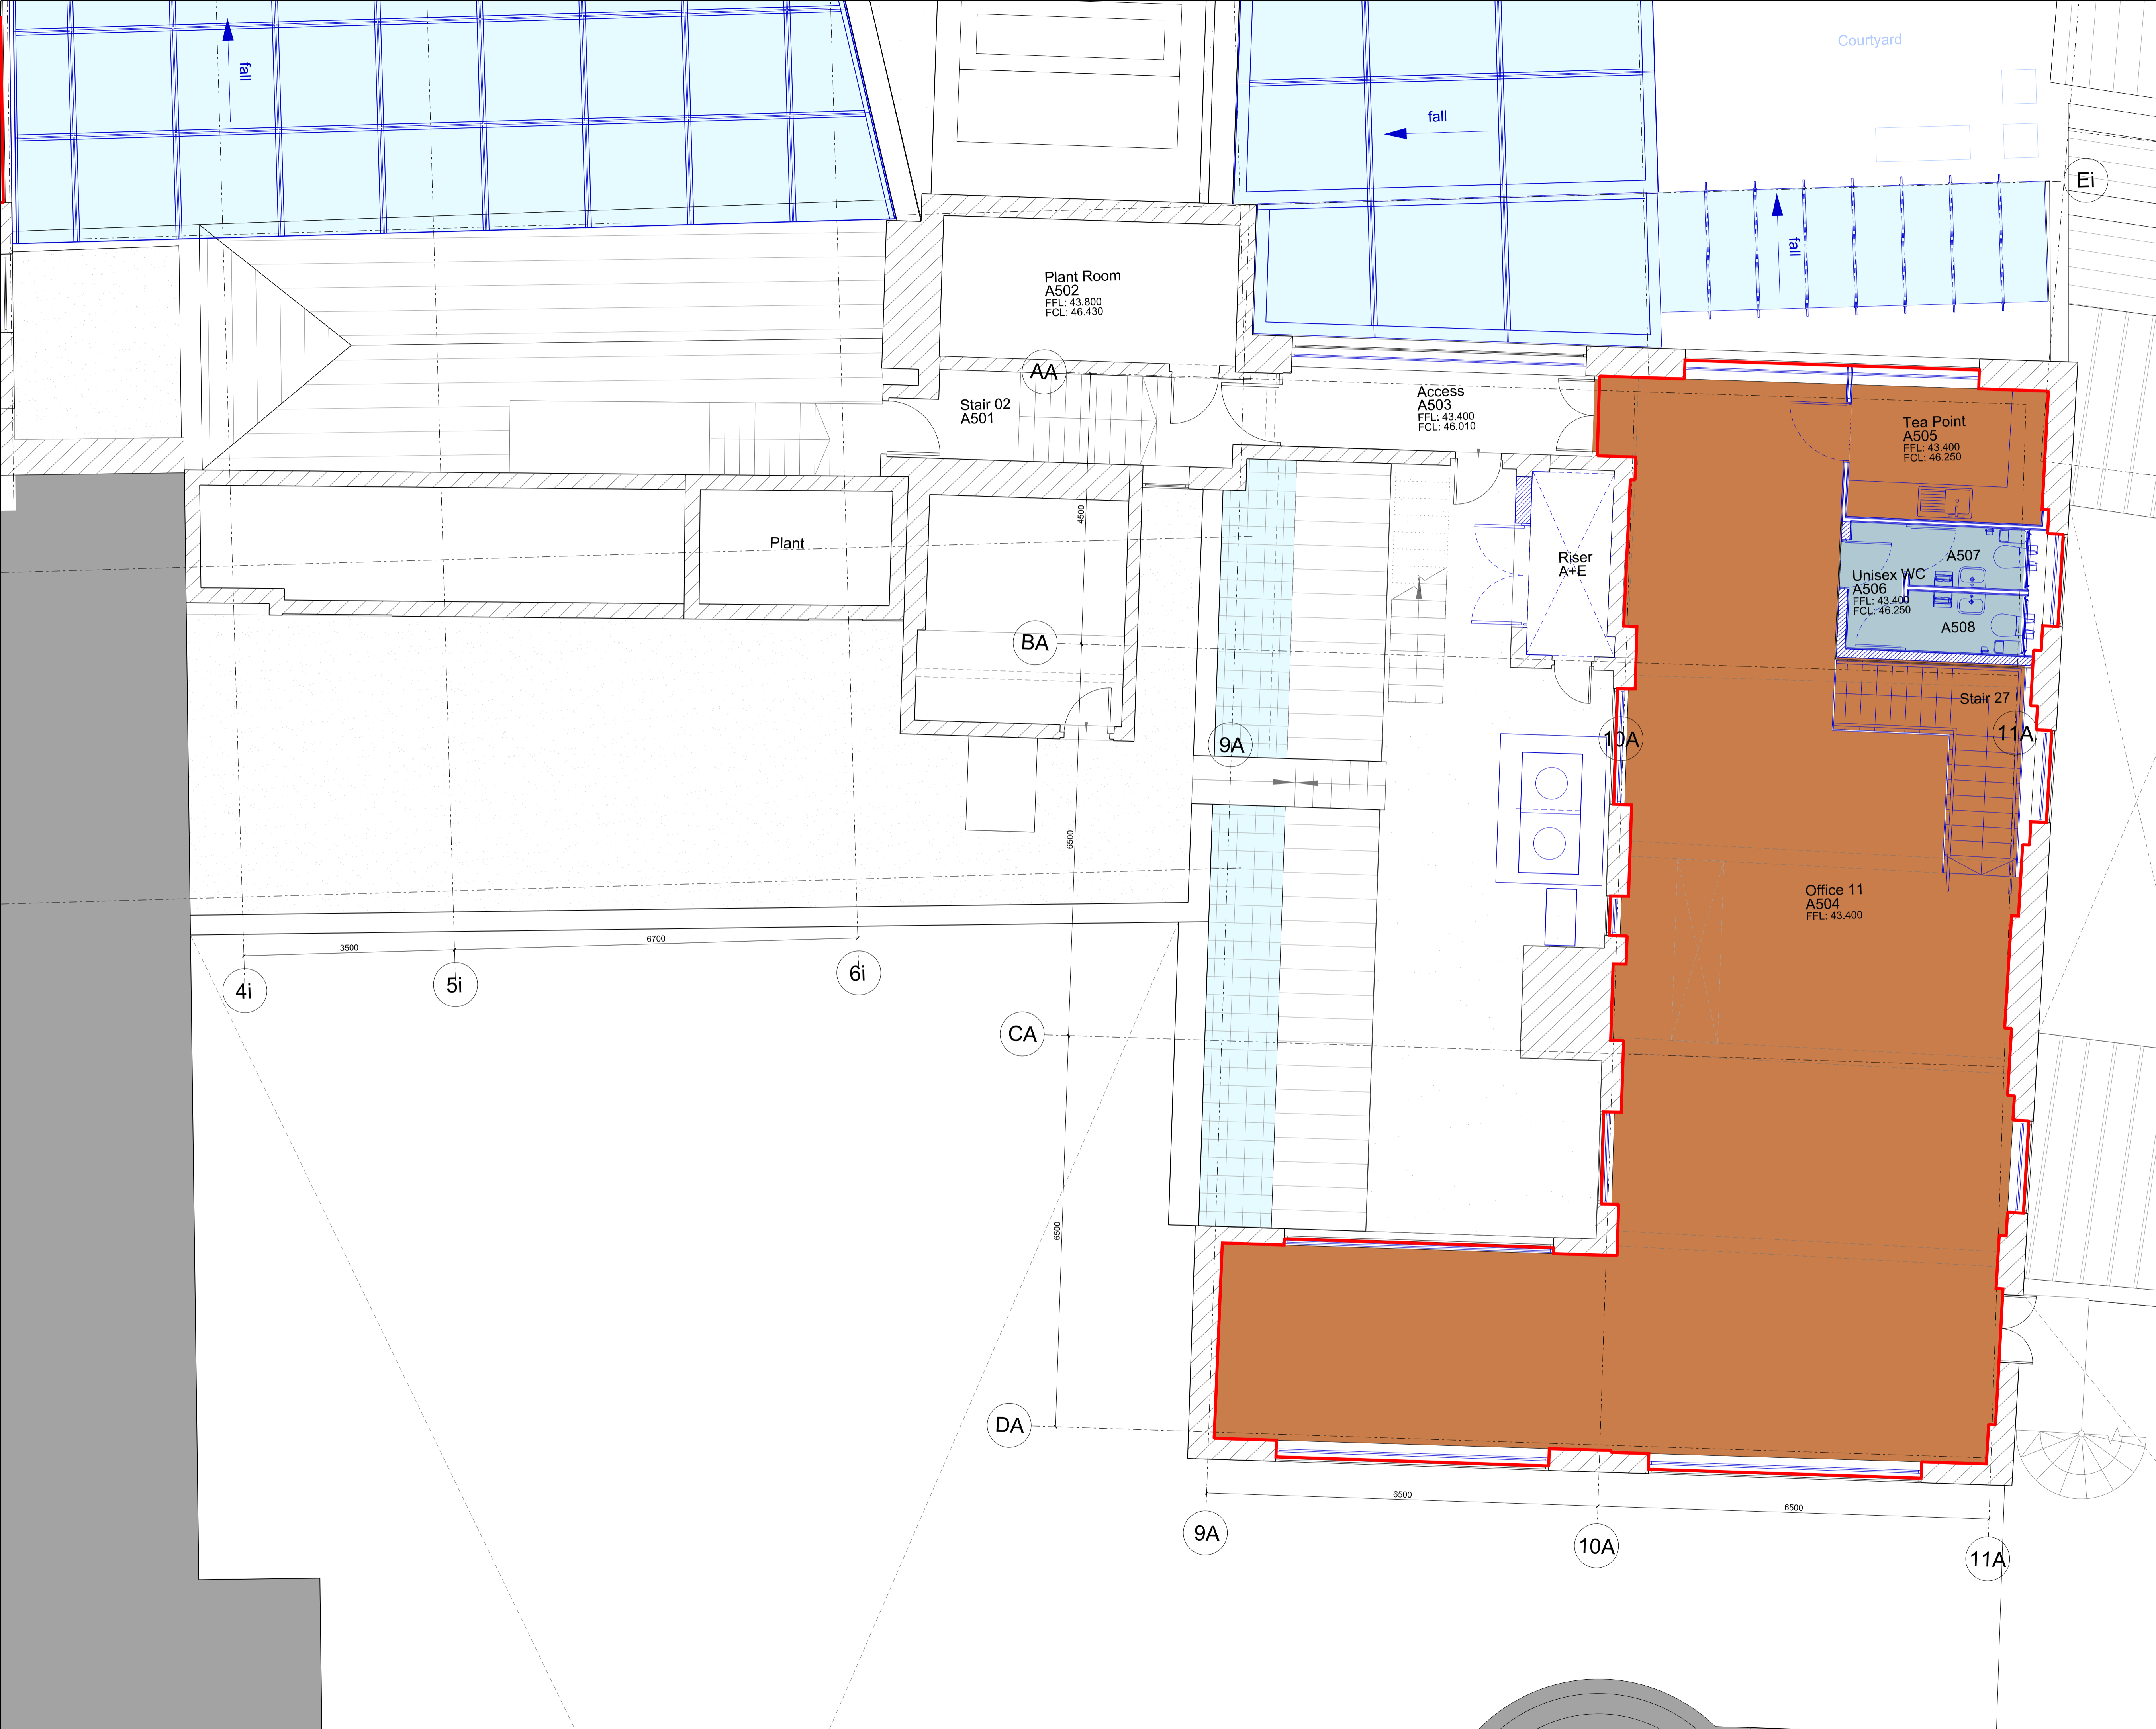 Courtyard
fall
fall
Ei
fall
Plant Room
A502
FFL: 43.800
FCL: 46.430
AA
Stair 02
A501
Access
A503
FFL: 43.400
FCL: 46.010
Tea Point
A505
FFL: 43.400
FCL: 46.250
4500
Plant
Riser
A+E
A507
Unisex WC
A506
FFL: 43.400
FCL: 46.250
A508
BA
Stair 27
9A
10A
11A
6500
Office 11
A504
FFL: 43.400
3500
6700
4i
5i
6i
CA
6500
DA
6500
6500
9A
10A
11A